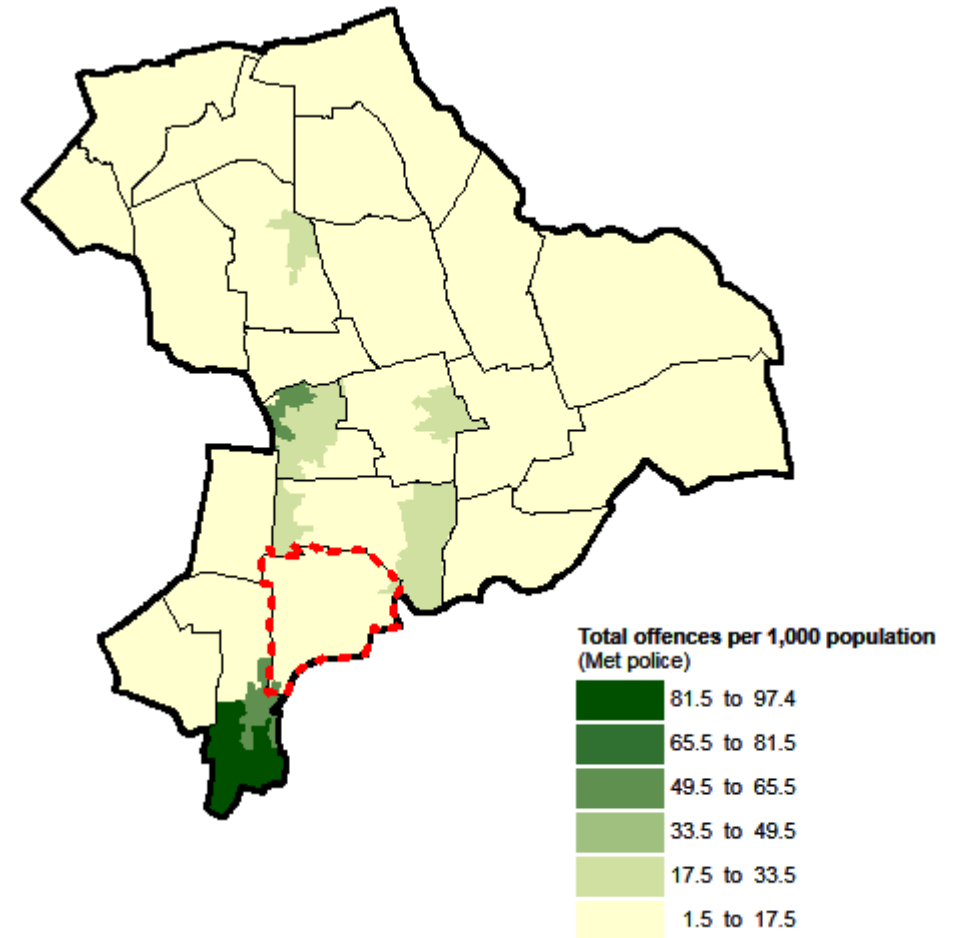 Total offences per 1,000 population
(Met police)
81.5 to 97.4
65.5 to 81.5
49.5 to 65.5
33.5 to 49.5
17.5 to 33.5
1.5 to 17.5